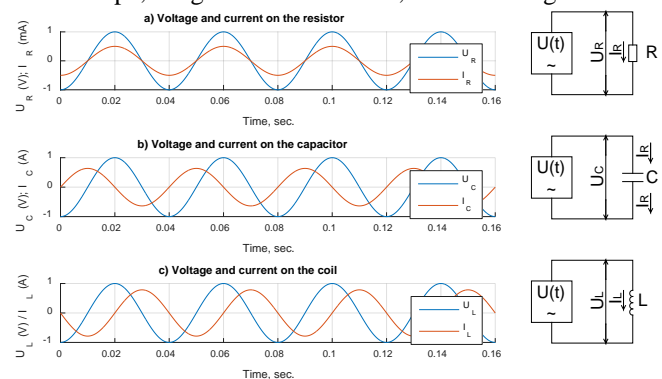 a) Voltage and current on the resistor
U_R (V); I_R (mA)
1
0
-1
0 0.02 0.04 0.06 0.08 0.1 0.12 0.14 0.16
Time, sec.
U_R
I_R
U(t)
~
U_R
I_R
R
b) Voltage and current on the capacitor
U_C (V); I_C (A)
1
0
-1
0 0.02 0.04 0.06 0.08 0.1 0.12 0.14 0.16
Time, sec.
U_C
I_C
U(t)
~
U_C
I_R
C
I_R
c) Voltage and current on the coil
U_L (V) / I_L (A)
1
0
-1
0 0.02 0.04 0.06 0.08 0.1 0.12 0.14 0.16
Time, sec.
U_L
I_L
U(t)
~
U_L
I_L
L